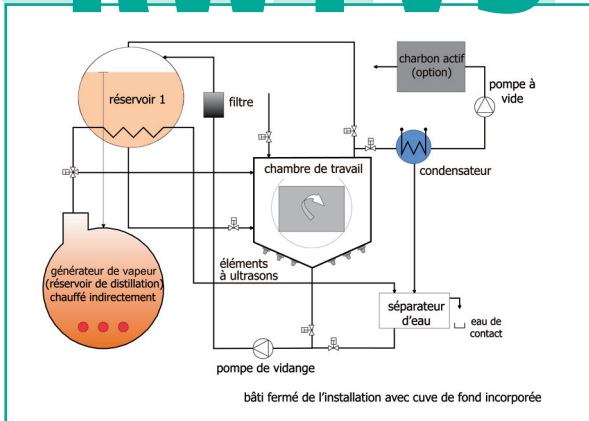 charbon actif
(option)
pompe à
vide
réservoir 1
filtre
chambre de travail
condensateur
générateur de vapeur
(réservoir de distillation)
chauffé indirectement
éléments
à ultrasons
séparateur
d'eau
eau de
contact
pompe de vidange
bâti fermé de l'installation avec cuve de fond incorporée